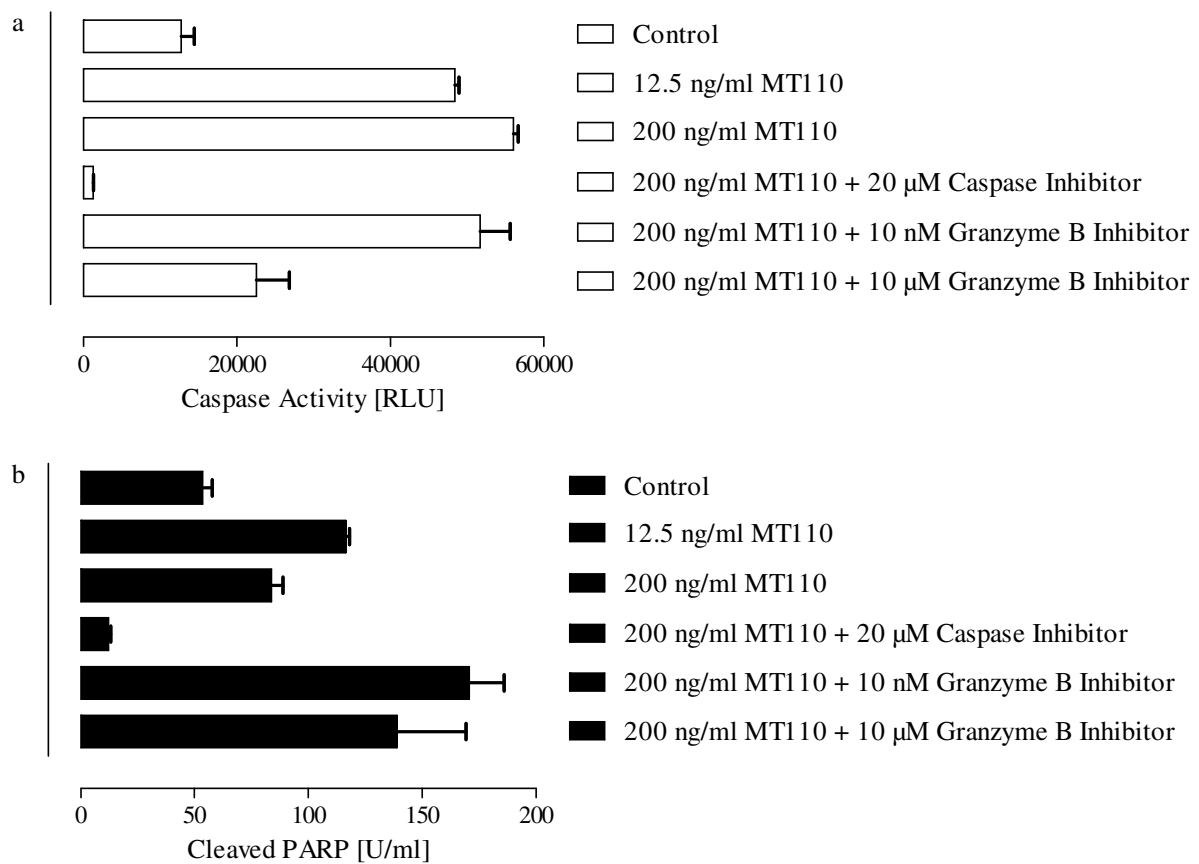 a
Control
12.5 ng/ml MT110
200 ng/ml MT110
200 ng/ml MT110 + 20 µM Caspase Inhibitor
200 ng/ml MT110 + 10 nM Granzyme B Inhibitor
200 ng/ml MT110 + 10 µM Granzyme B Inhibitor
0 20000 40000 60000
Caspase Activity [RLU]
b
Control
12.5 ng/ml MT110
200 ng/ml MT110
200 ng/ml MT110 + 20 µM Caspase Inhibitor
200 ng/ml MT110 + 10 nM Granzyme B Inhibitor
200 ng/ml MT110 + 10 µM Granzyme B Inhibitor
0 50 100 150 200
Cleaved PARP [U/ml]